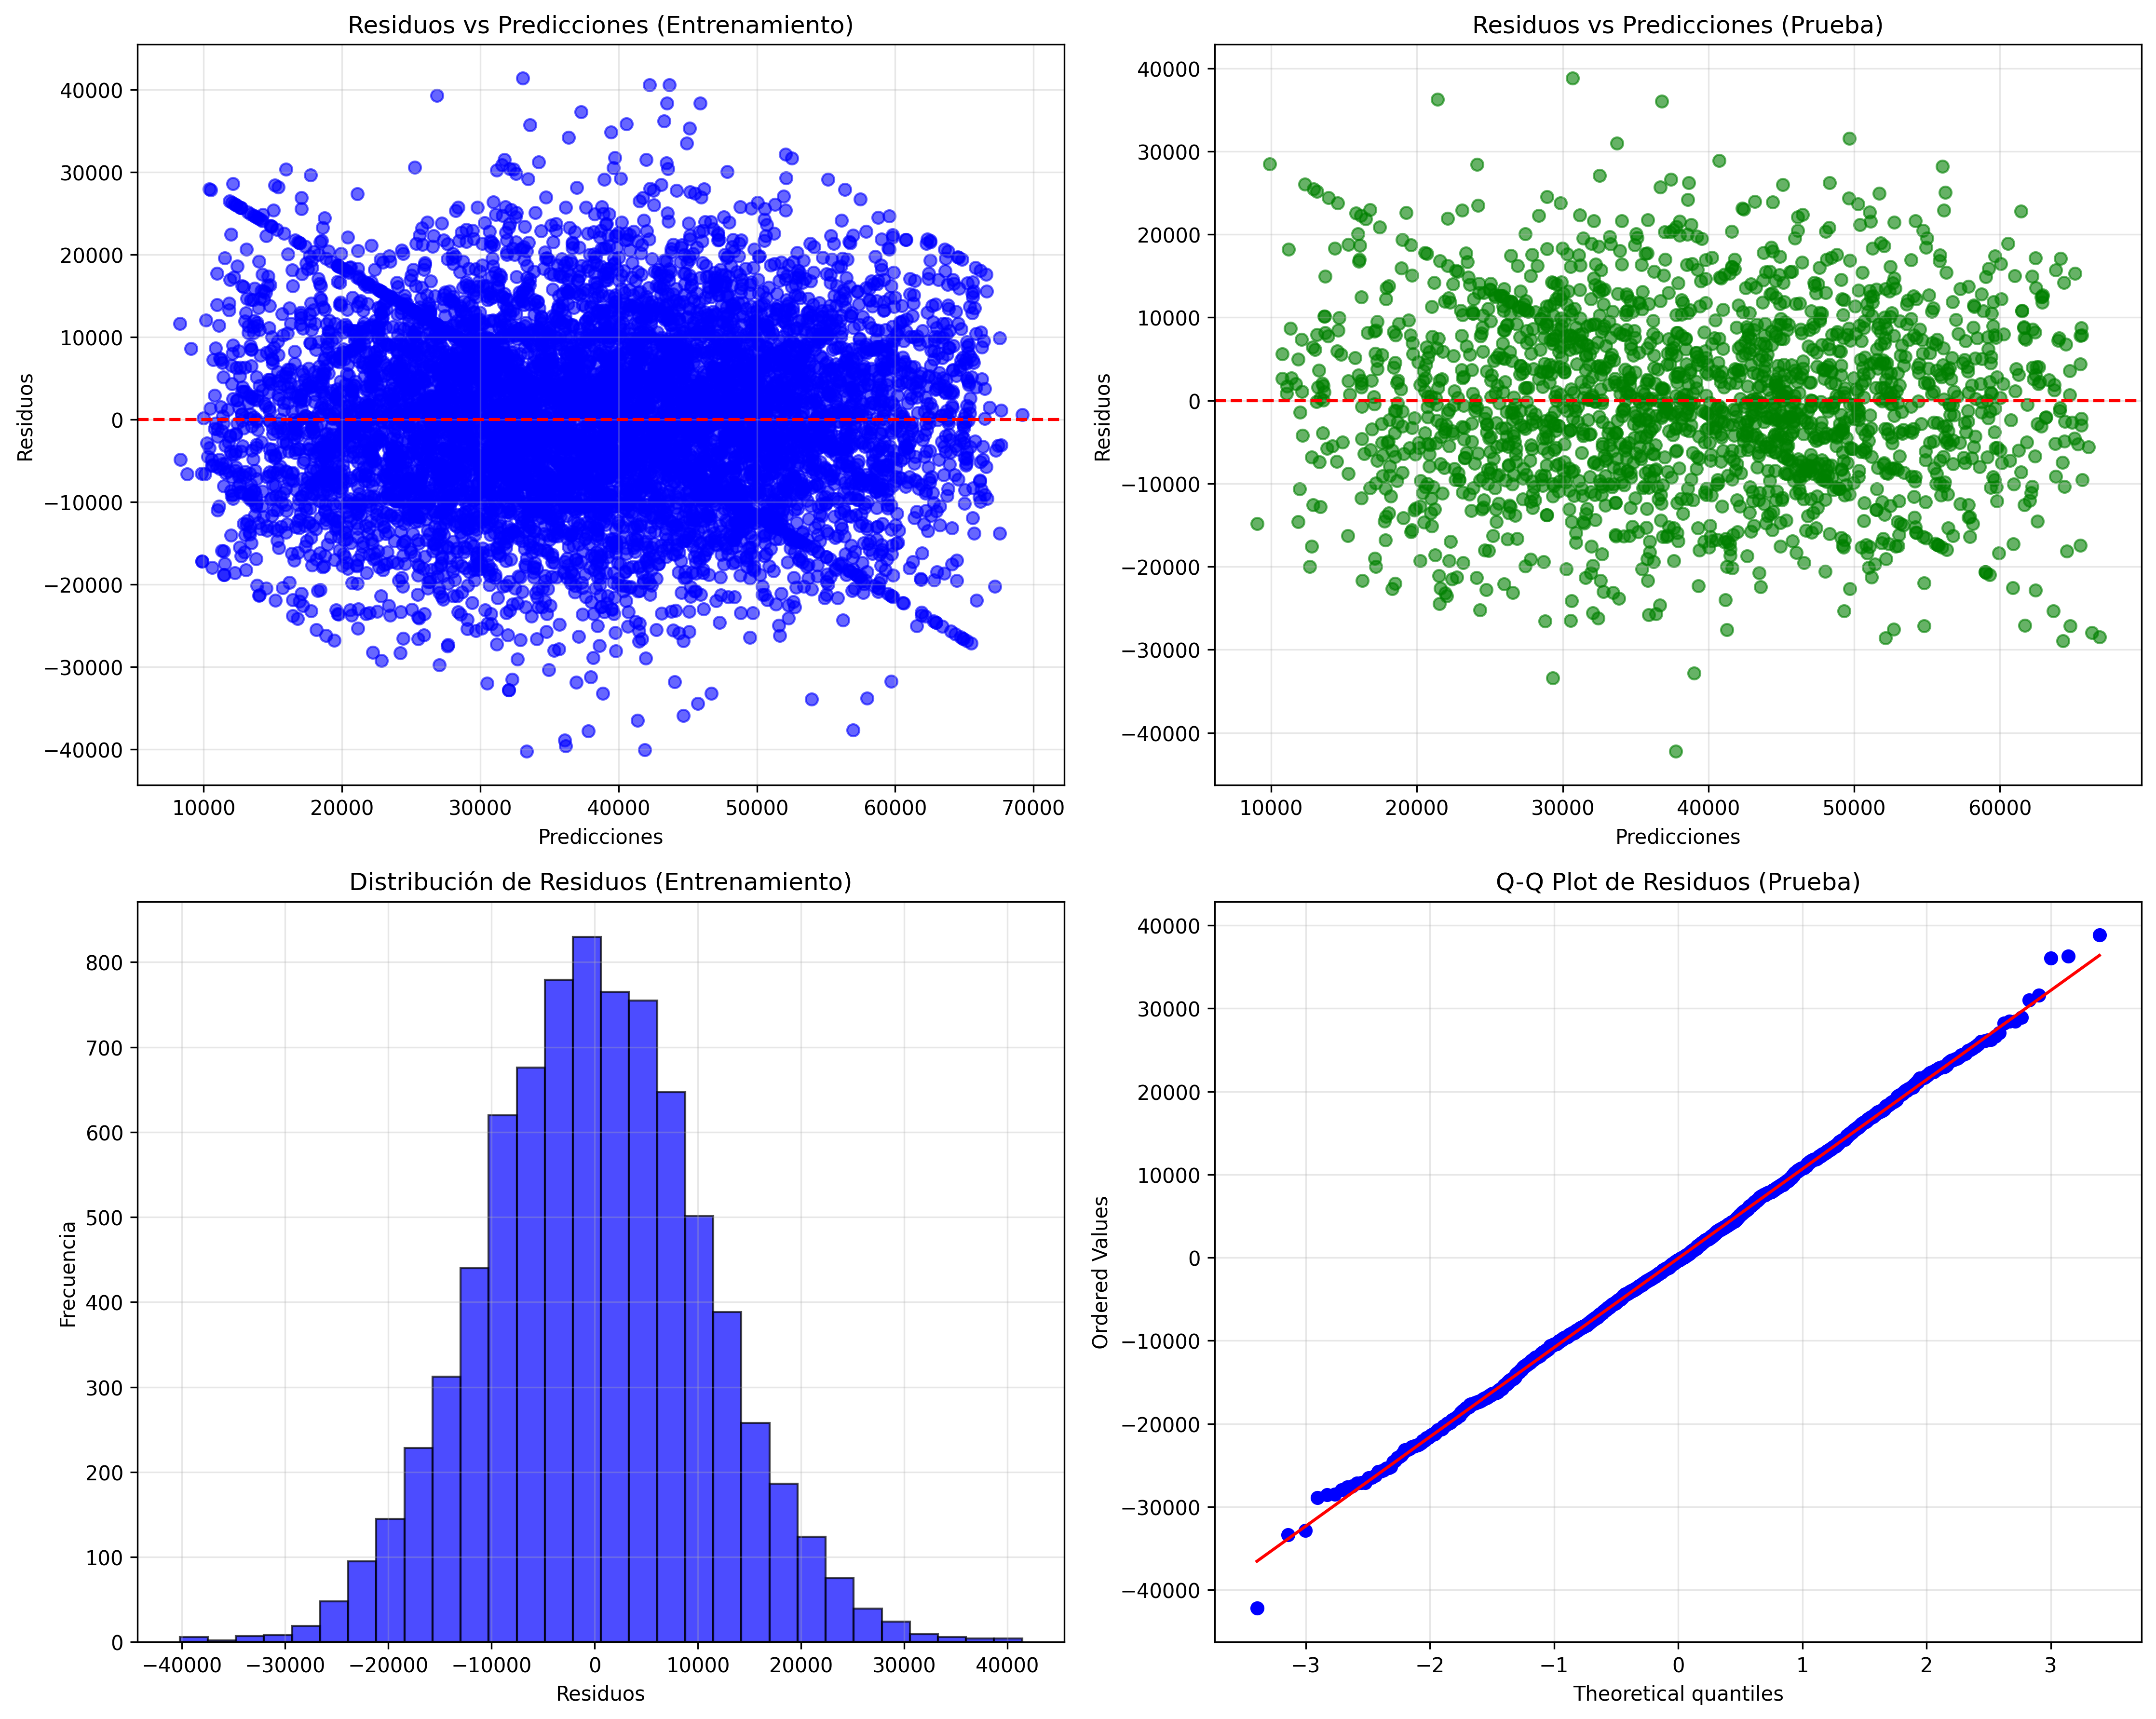 Residuos vs Predicciones (Entrenamiento)
40000
30000
20000
10000
0
−10000
−20000
−30000
−40000
Residuos
10000 20000 30000 40000 50000 60000 70000
Predicciones
Residuos vs Predicciones (Prueba)
40000
30000
20000
10000
0
−10000
−20000
−30000
−40000
Residuos
10000 20000 30000 40000 50000 60000
Predicciones
Distribución de Residuos (Entrenamiento)
800
700
600
500
400
300
200
100
0
Frecuencia
−40000 −30000 −20000 −10000 0 10000 20000 30000 40000
Residuos
Q-Q Plot de Residuos (Prueba)
40000
30000
20000
10000
0
−10000
−20000
−30000
−40000
Ordered Values
−3 −2 −1 0 1 2 3
Theoretical quantiles